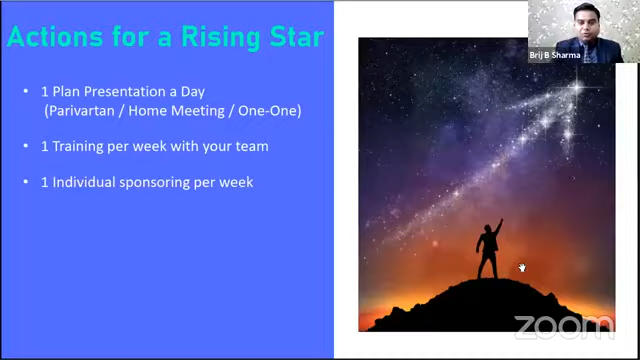 Actions for a Rising Star
Brij B Sharma
• 1 Plan Presentation a Day
(Parivartan / Home Meeting / One-One)
• 1 Training per week with your team
• 1 Individual sponsoring per week
zoom